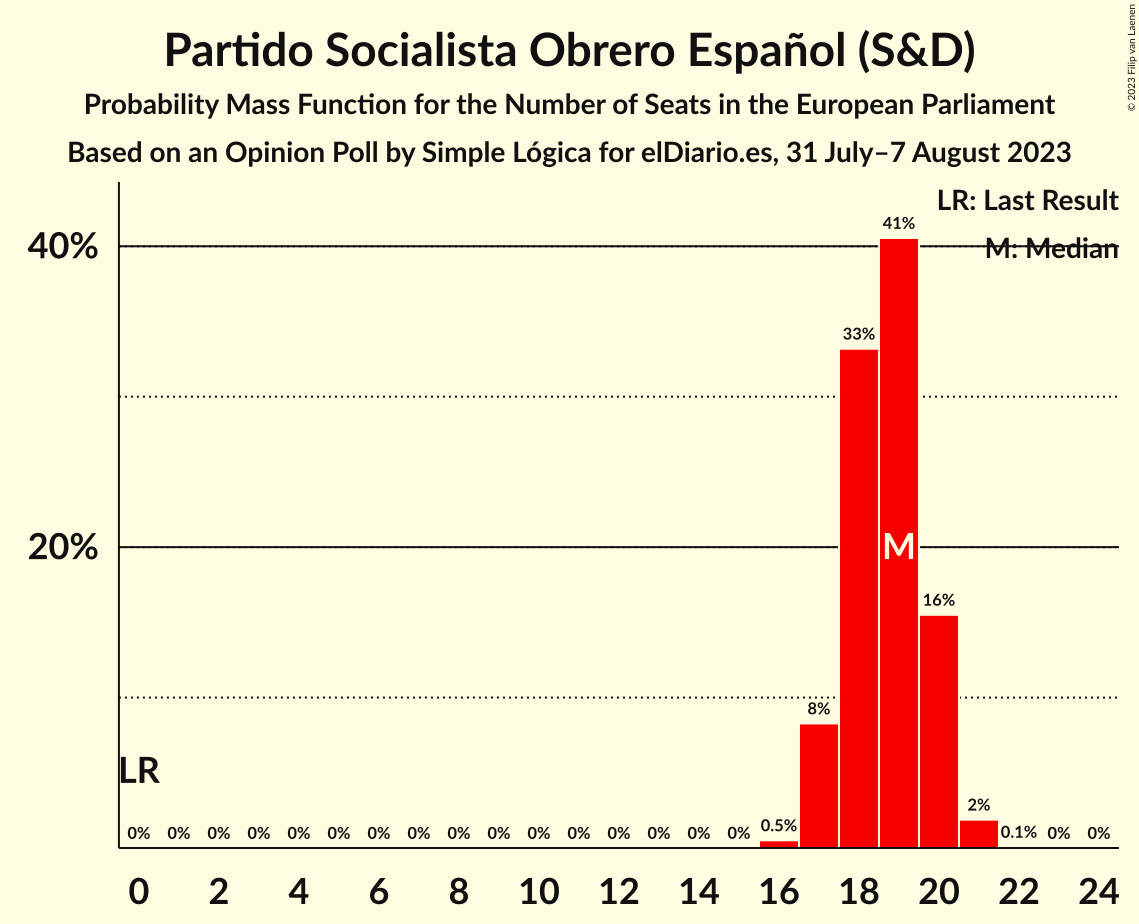 Partido Socialista Obrero Español (S&D)
Probability Mass Function for the Number of Seats in the European Parliament
Based on an Opinion Poll by Simple Lógica for elDiario.es, 31 July–7 August 2023
© 2023 Filip van Laenen
LR: Last Result
M: Median
40%
20%
41%
33%
M
16%
8%
LR
2%
0% 0% 0% 0% 0% 0% 0% 0% 0% 0% 0% 0% 0% 0% 0% 0% 0.5% 0.1% 0% 0%
0 2 4 6 8 10 12 14 16 18 20 22 24